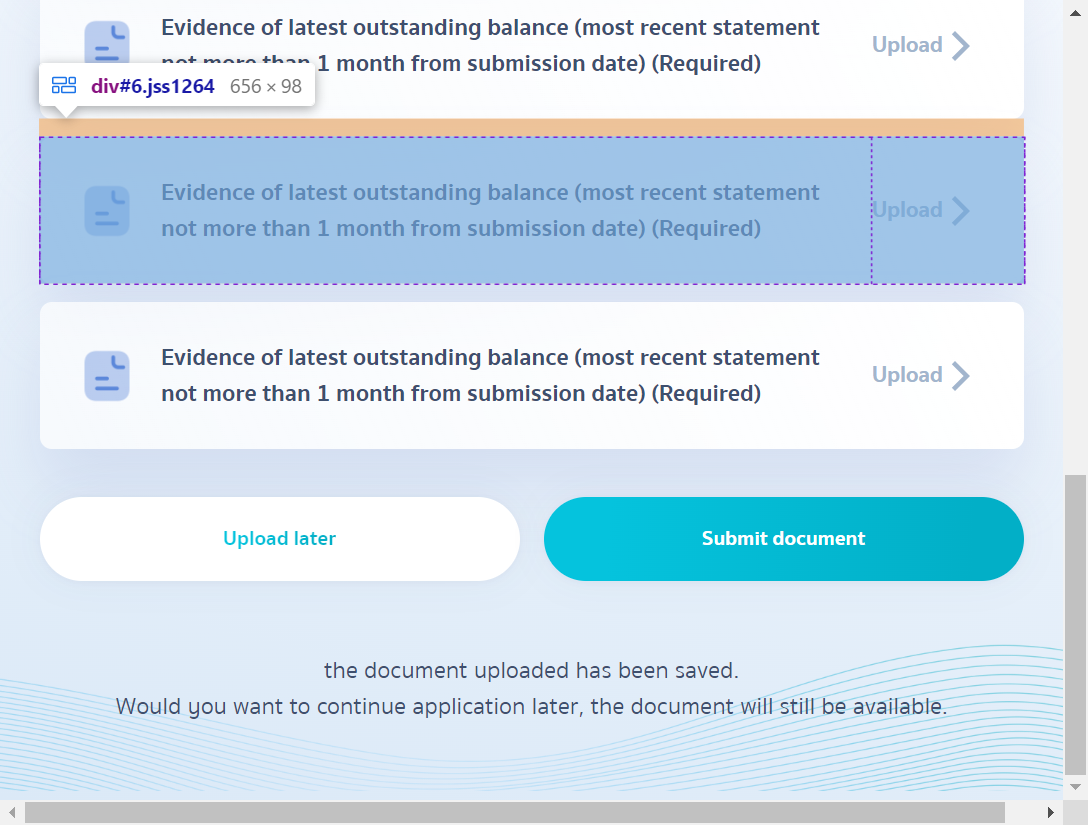 Evidence of latest outstanding balance (most recent statement
not more than 1 month from submission date) (Required)
Upload
div#6.jss1264 656 × 98
Evidence of latest outstanding balance (most recent statement
not more than 1 month from submission date) (Required)
Upload
Evidence of latest outstanding balance (most recent statement
not more than 1 month from submission date) (Required)
Upload
Upload later
Submit document
the document uploaded has been saved.
Would you want to continue application later, the document will still be available.